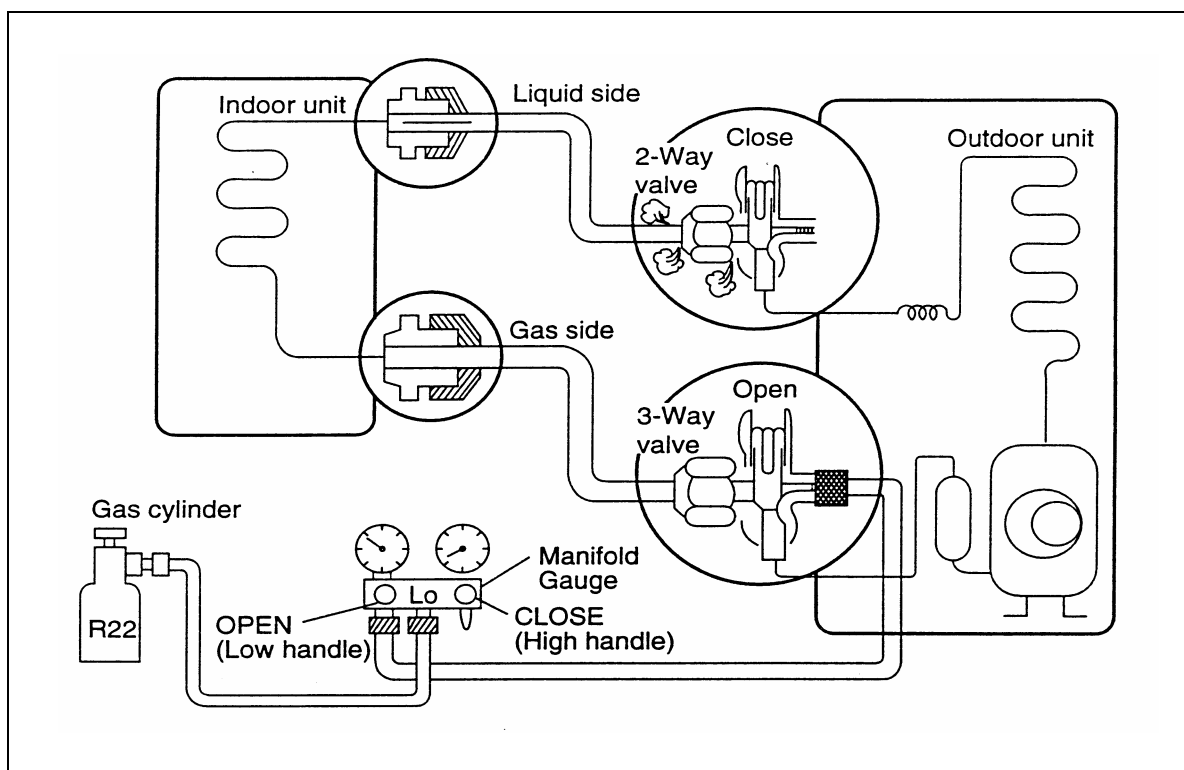 Indoor unit
Liquid side
Close
2-Way
valve
Outdoor unit
Gas side
Open
3-Way
valve
Gas cylinder
R22
Lo
Manifold
Gauge
OPEN
(Low handle)
CLOSE
(High handle)